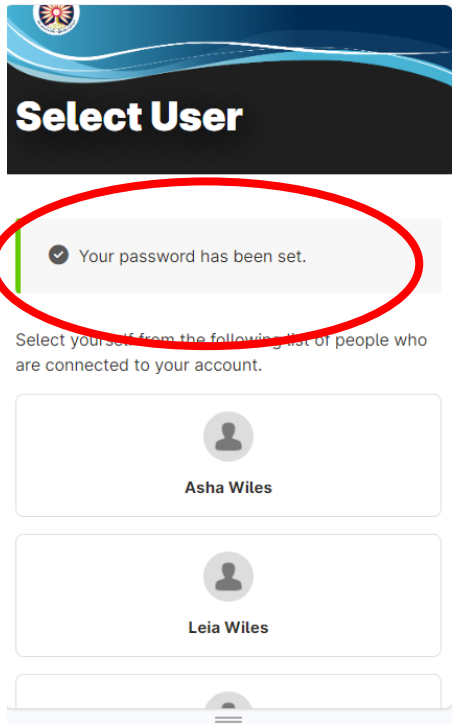 Select User
Your password has been set.
Select yourself from the following list of people who
are connected to your account.
Asha Wiles
Leia Wiles